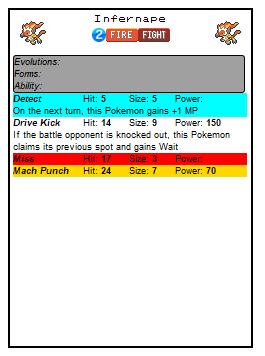 Infernape
2 FIRE FIGHT
Evolutions:
Forms:
Ability:
Detect Hit: 5 Size: 5 Power:
On the next turn, this Pokemon gains +1 MP
Drive Kick Hit: 14 Size: 9 Power: 150
If the battle opponent is knocked out, this Pokemon
claims its previous spot and gains Wait
Miss Hit: 17 Size: 3 Power:
Mach Punch Hit: 24 Size: 7 Power: 70